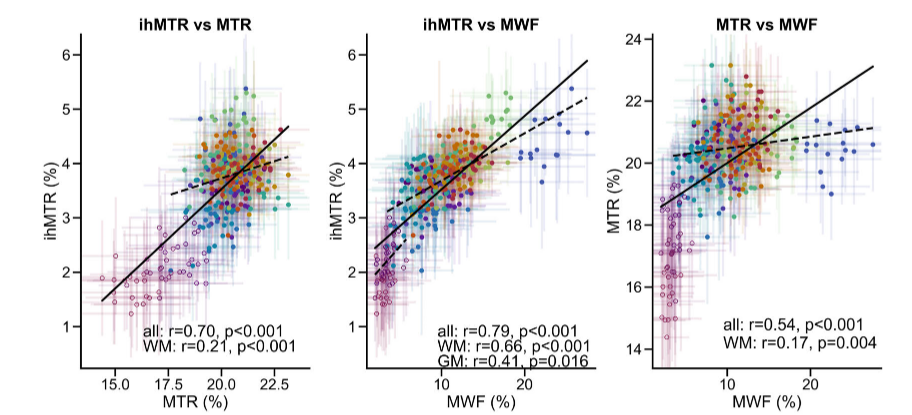 ihMTR vs MTR
ihMTR (%)
6
5
4
3
2
1
all: r=0.70, p<0.001
WM: r=0.21, p<0.001
15.0 17.5 20.0 22.5
MTR (%)
ihMTR vs MWF
ihMTR (%)
6
5
4
3
2
1
all: r=0.79, p<0.001
WM: r=0.66, p<0.001
GM: r=0.41, p=0.016
10 20
MWF (%)
MTR vs MWF
MTR (%)
24
22
20
18
16
14
all: r=0.54, p<0.001
WM: r=0.17, p=0.004
10 20
MWF (%)